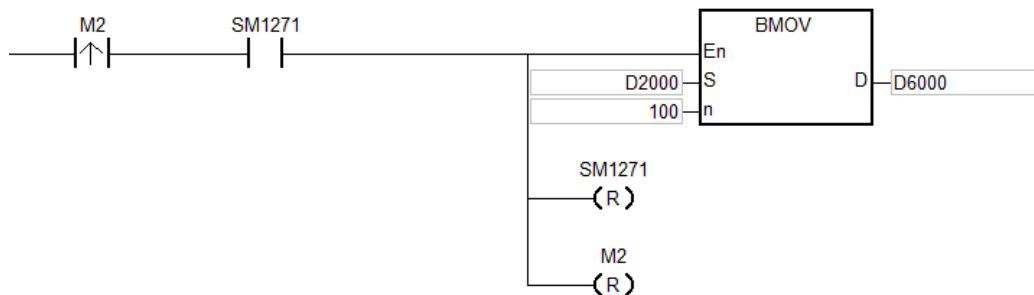 M2 SM1271 BMOV
En
D2000 S D D6000
100 n
SM1271
R
M2
R